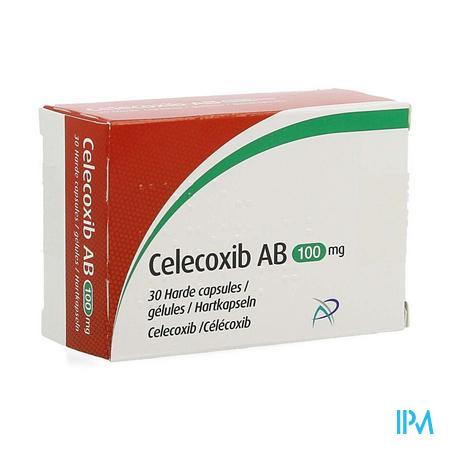 Celecoxib AB 100 mg
30 Harde capsules /
gélules / Hartkapseln
Celecoxib /Célécoxib
Celecoxib AB 100 mg
30 Harde capsules / gélules / Hartkapseln
IPM